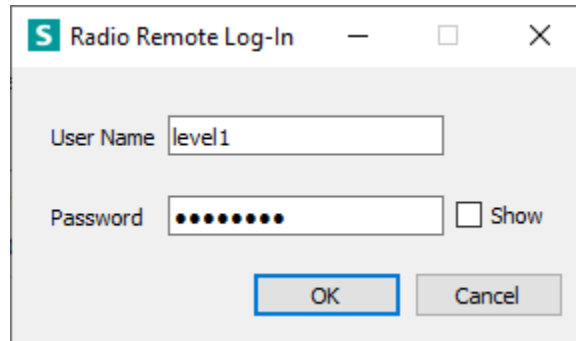 S Radio Remote Log-In
User Name level1
Password ●●●●●●●● Show
OK Cancel